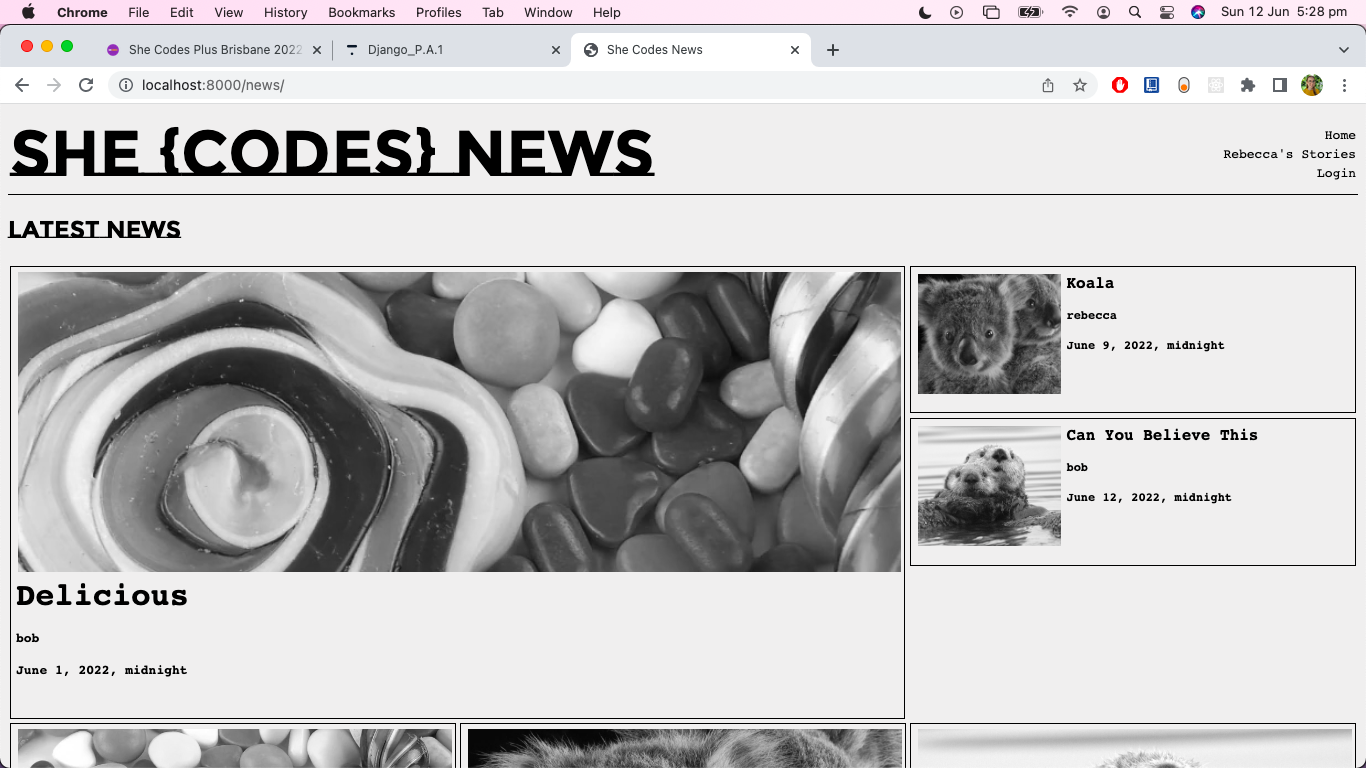 Chrome File Edit View History Bookmarks Profiles Tab Window Help Sun 12 Jun 5:28 pm
She Codes Plus Brisbane 2022 Django_P.A.1 She Codes News
localhost:8000/news/
SHE {CODES} NEWS
Home
Rebecca's Stories
Login
LATEST NEWS
Delicious
bob
June 1, 2022, midnight
Koala
rebecca
June 9, 2022, midnight
Can You Believe This
bob
June 12, 2022, midnight